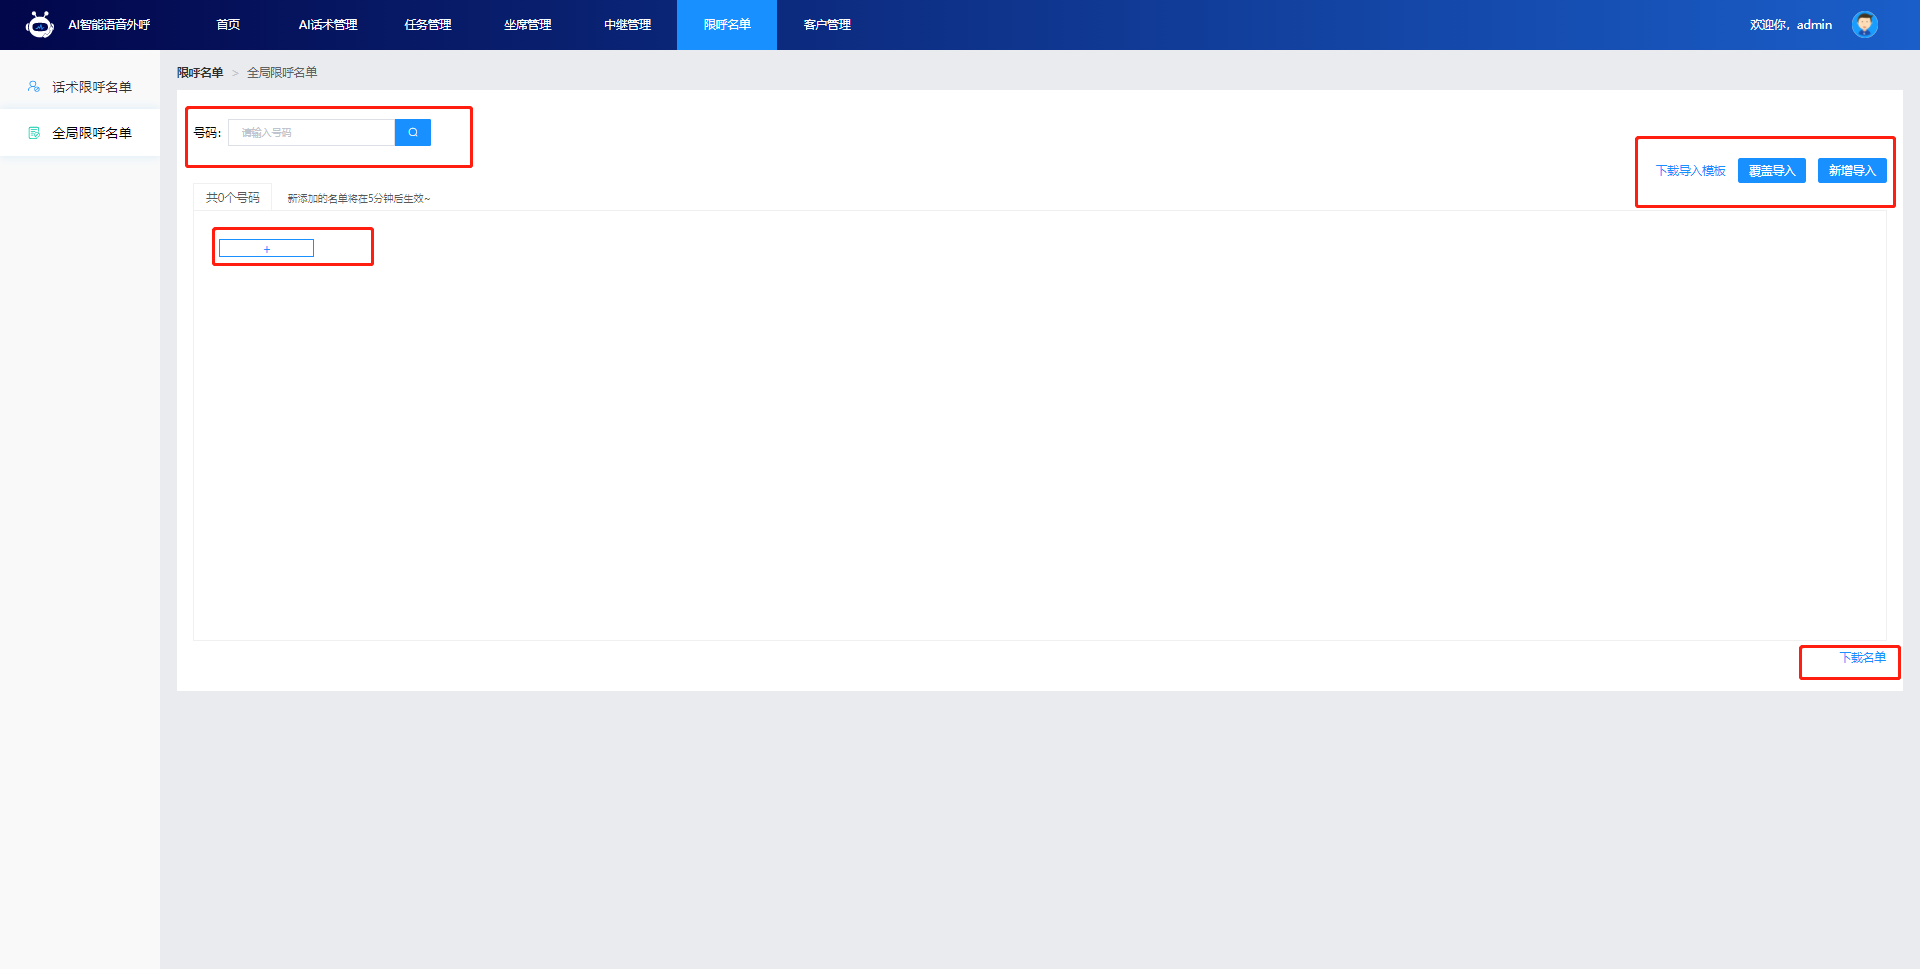 AI智能语音外呼 首页 AI话术管理 任务管理 坐席管理 中继管理 限呼名单 客户管理 欢迎你，admin
话术限呼名单
全局限呼名单
限呼名单 > 全局限呼名单
号码: 请输入号码
下载导入模板 覆盖导入 新增导入
共0个号码 新添加的名单将在5分钟后生效~
+
下载名单